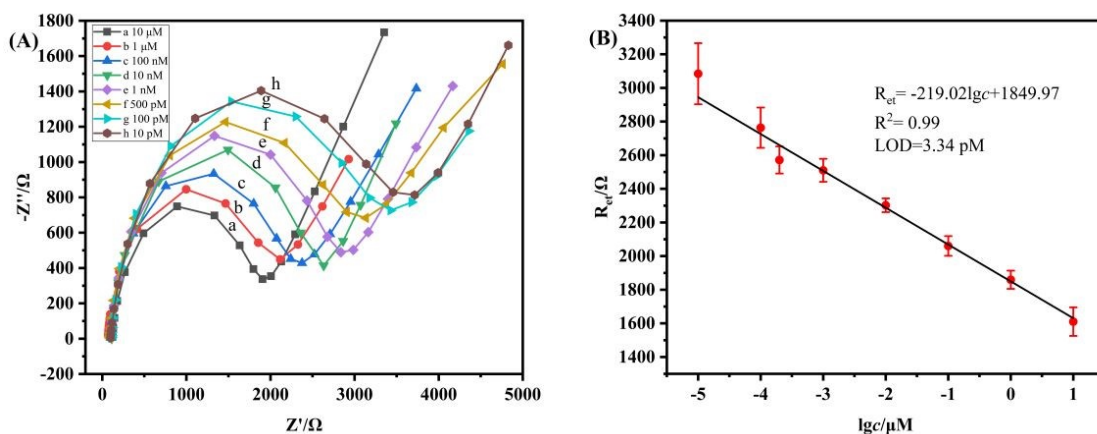 (A)
1800
1600
1400
1200
1000
800
600
400
200
0
-200
-Z''/Ω
a 10 μM
b 1 μM
c 100 nM
d 10 nM
e 1 nM
f 500 pM
g 100 pM
h 10 pM
h
g
f
e
d
c
b
a
0 1000 2000 3000 4000 5000
Z'/Ω
(B)
3400
3200
3000
2800
2600
2400
2200
2000
1800
1600
1400
R_et/Ω
R_et= -219.02lgc+1849.97
R²= 0.99
LOD=3.34 pM
-5 -4 -3 -2 -1 0 1
lgc/μM